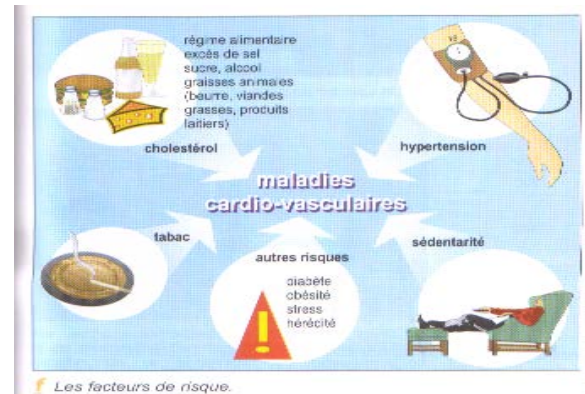 régime alimentaire
excès de sel
sucre, alcool
graisses animales
(beurre, viandes
grasses, produits
laitiers)
cholestérol
hypertension
maladies
cardio-vasculaires
tabac
autres risques
diabète
obésité
stress
hérécité
sédentarité
Les facteurs de risque.